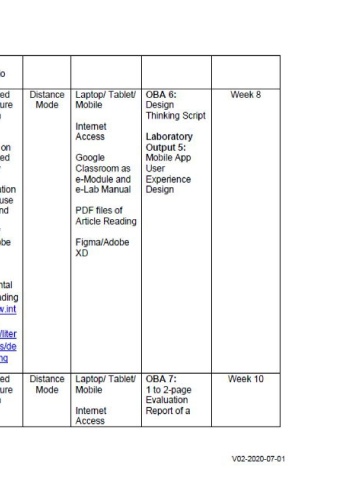 o
ed
ure
Distance
Mode
Laptop/ Tablet/
Mobile
Internet
Access
Google
Classroom as
e-Module and
e-Lab Manual
PDF files of
Article Reading
Figma/Adobe
XD
OBA 6:
Design
Thinking Script
Laboratory
Output 5:
Mobile App
User
Experience
Design
Week 8
on
ed
ation
use
nd
obe
ntal
ading
w.int
/liter
s/de
ng
ed
ure
Distance
Mode
Laptop/ Tablet/
Mobile
Internet
Access
OBA 7:
1 to 2-page
Evaluation
Report of a
Week 10
V02-2020-07-01